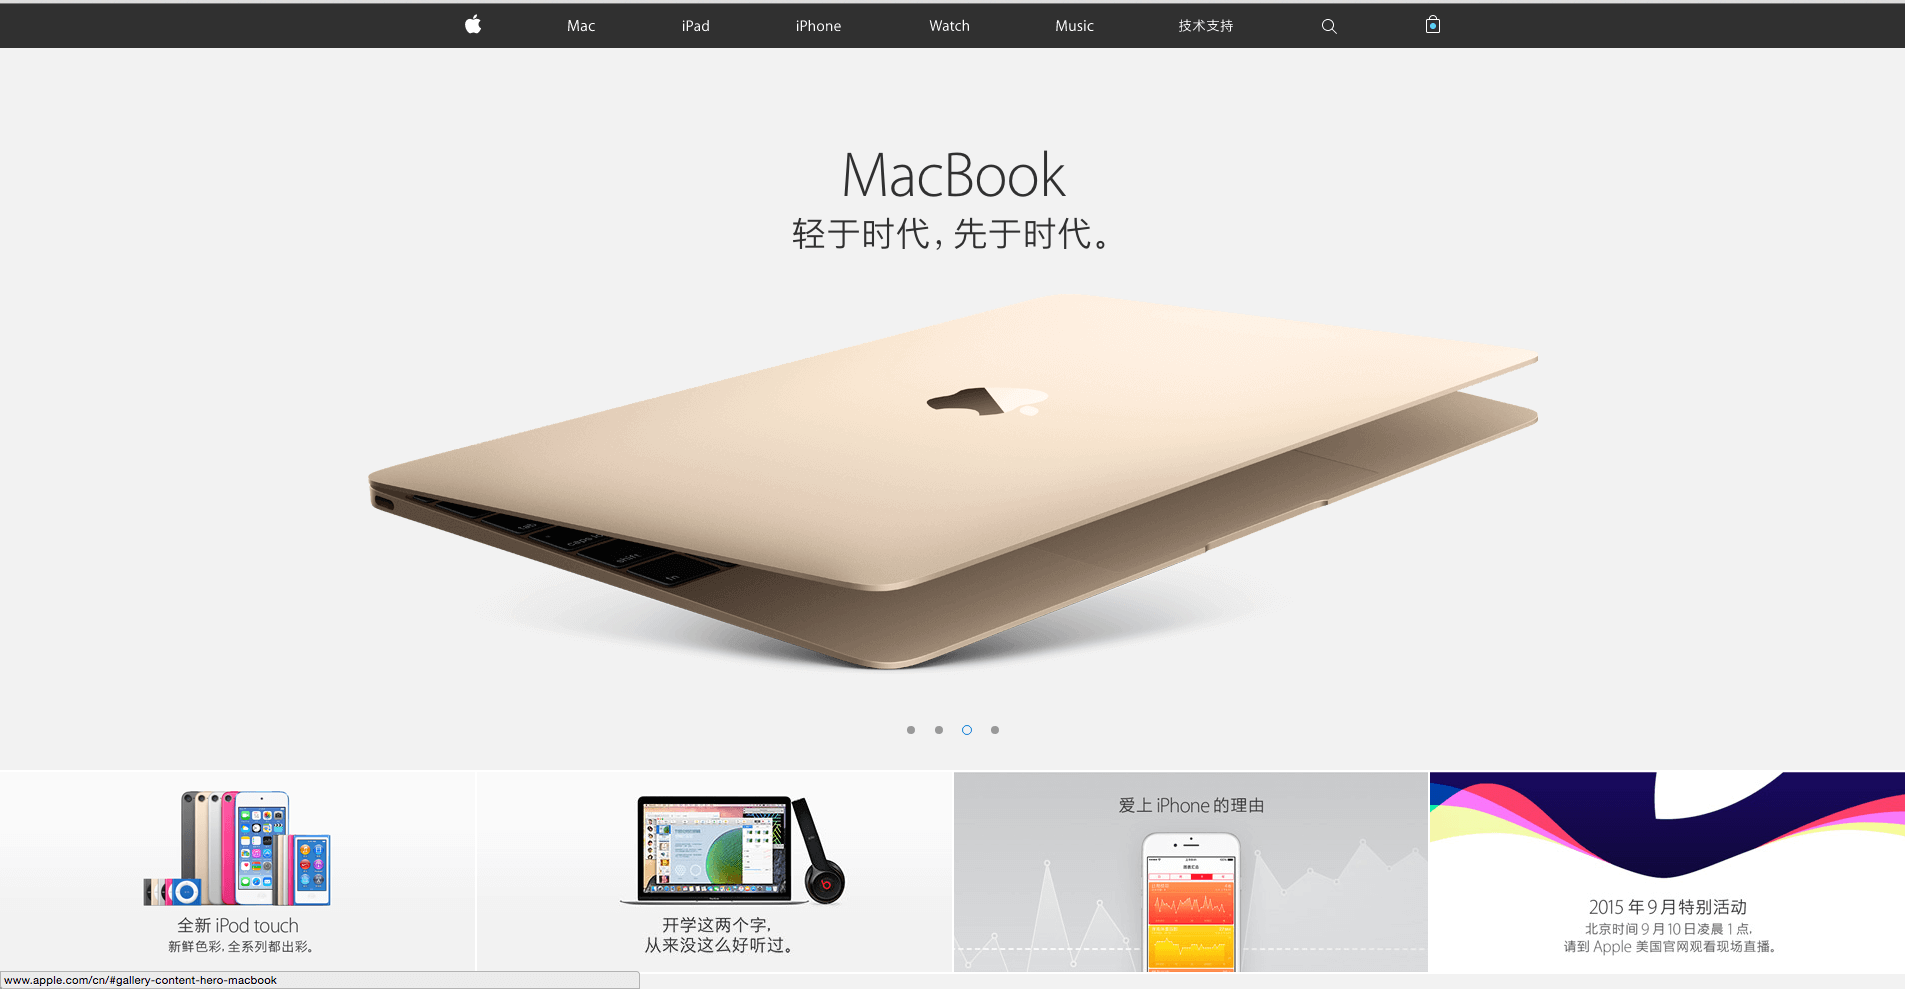 Mac
iPad
iPhone
Watch
Music
技术支持
MacBook
轻于时代，先于时代。
tab
shift
fn
全新 iPod touch
新鲜色彩，全系列都出彩。
开学这两个字，
从来没这么好听过。
爱上 iPhone 的理由
2015 年 9 月特别活动
北京时间 9 月 10 日凌晨 1 点，
请到 Apple 美国官网观看现场直播。
www.apple.com/cn/#gallery-content-hero-macbook